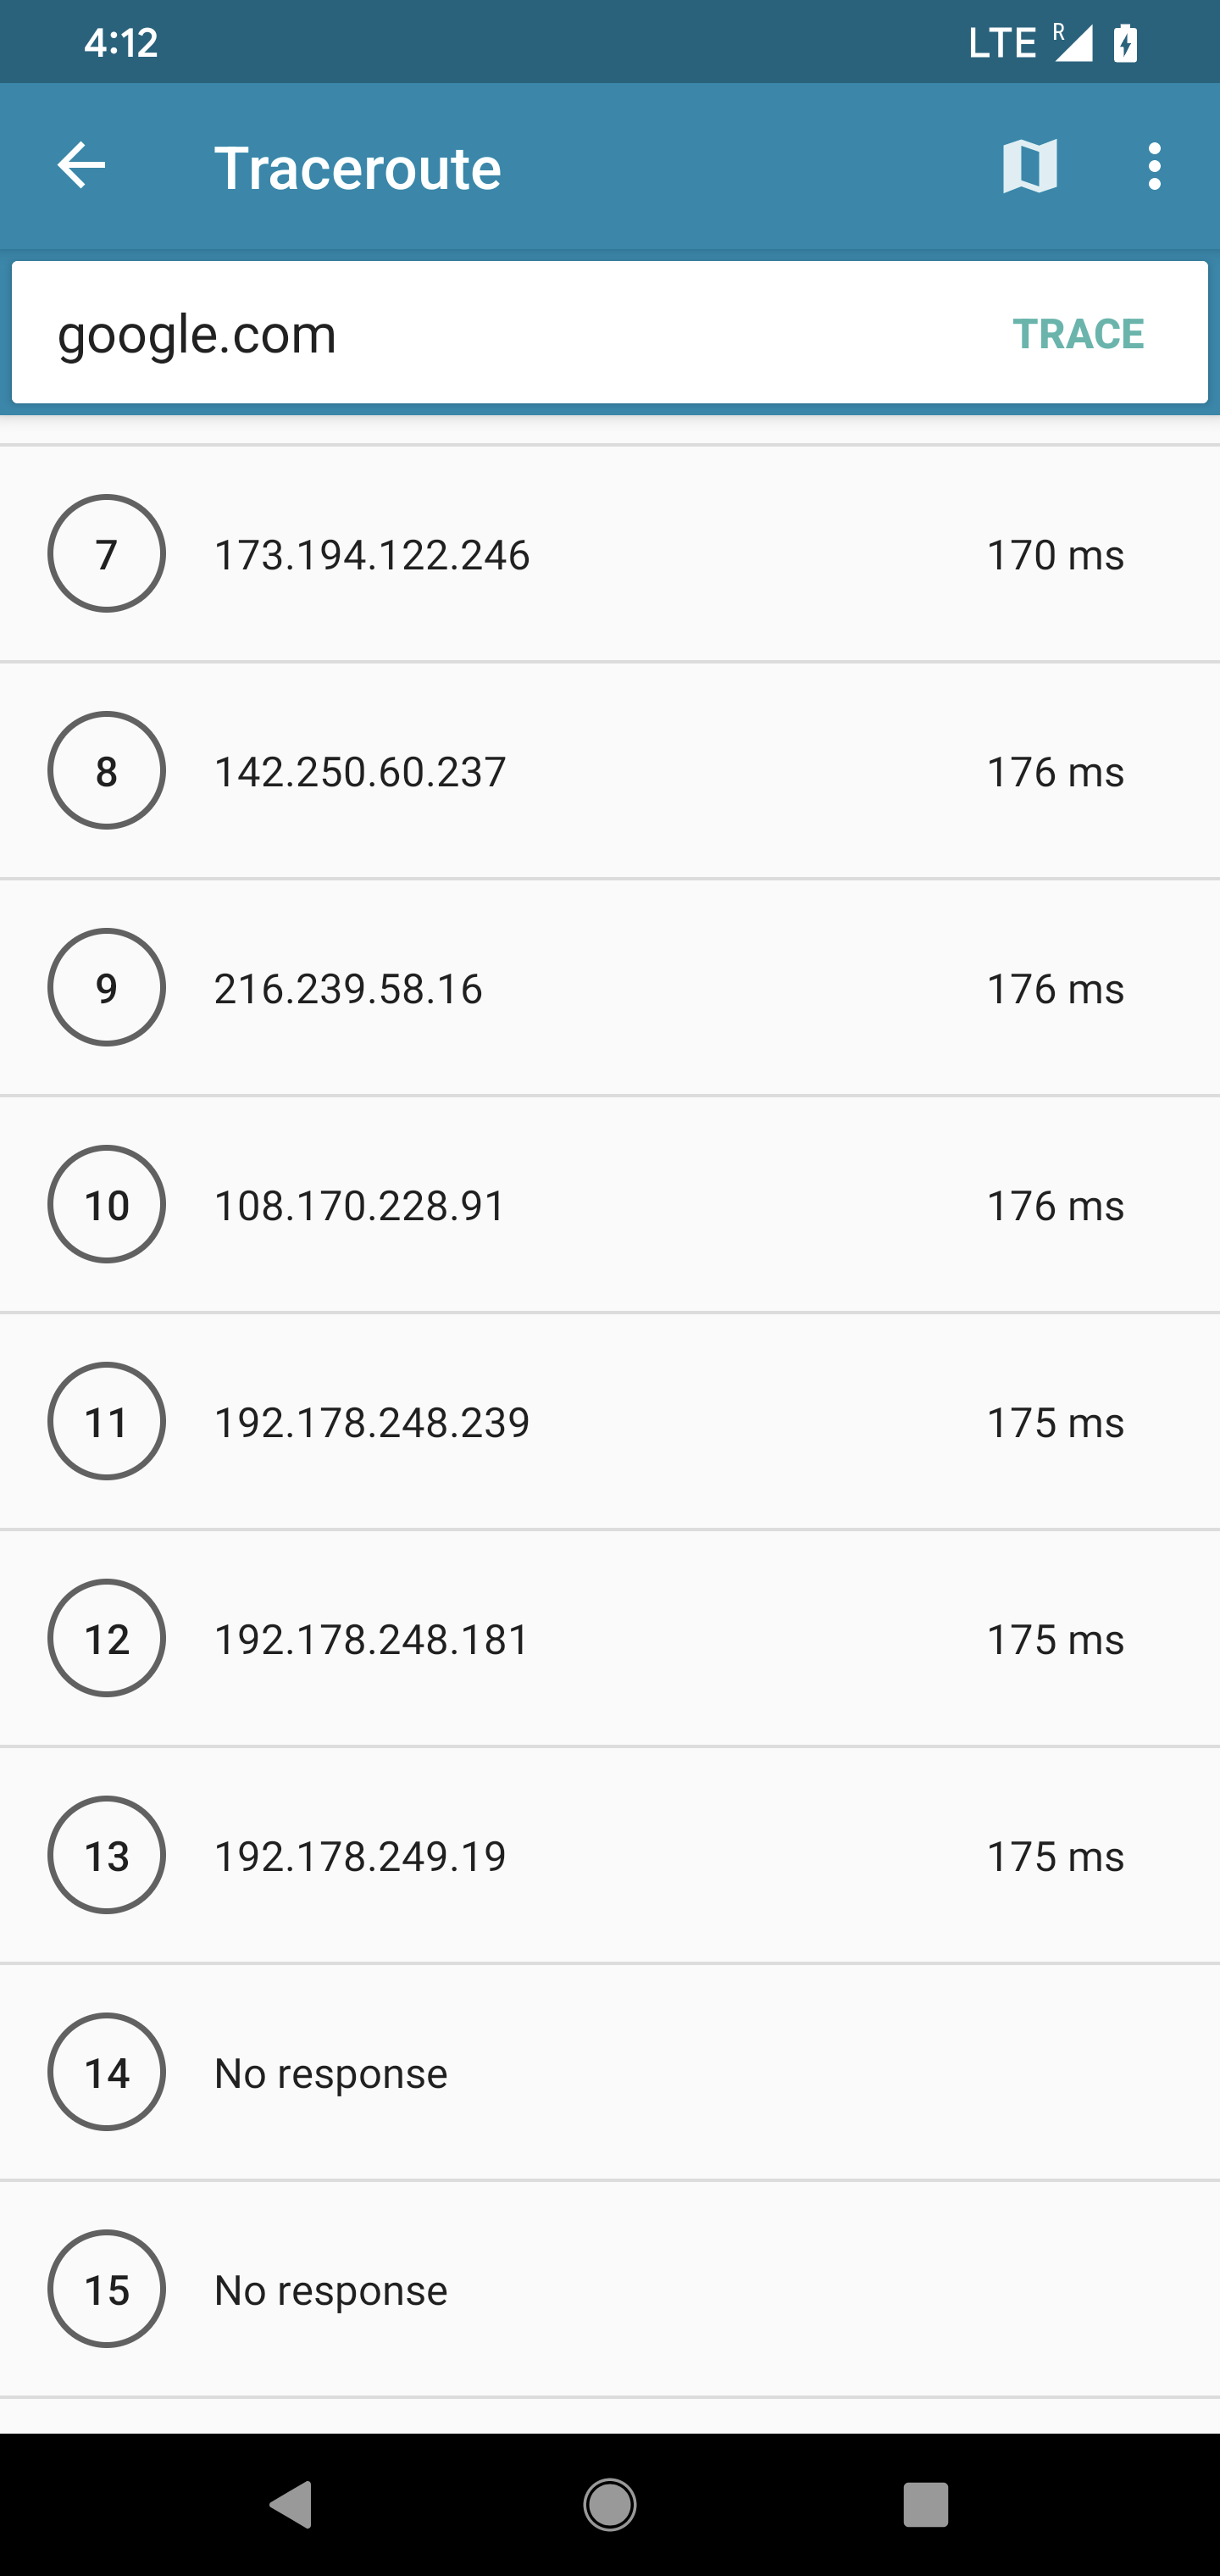 4:12 LTE R
Traceroute
google.com TRACE
7 173.194.122.246 170 ms
8 142.250.60.237 176 ms
9 216.239.58.16 176 ms
10 108.170.228.91 176 ms
11 192.178.248.239 175 ms
12 192.178.248.181 175 ms
13 192.178.249.19 175 ms
14 No response
15 No response